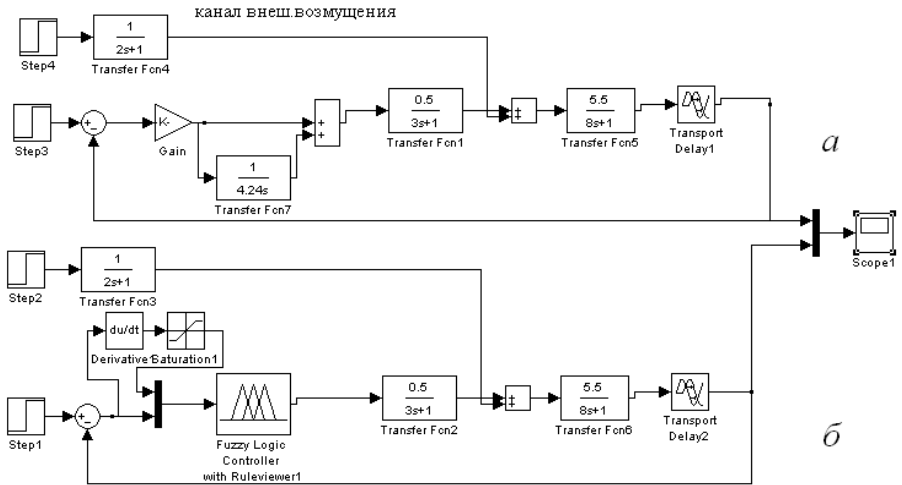 канал внеш.возмущения
1
2s+1
Step4
Transfer Fcn4
K-
Gain
0.5
3s+1
Transfer Fcn1
5.5
8s+1
Transfer Fcn5
Transport
Delay1
Step3
1
4.24s
Transfer Fcn7
а
Scope1
1
2s+1
Step2
Transfer Fcn3
du/dt
Derivative1
Saturation1
Step1
Fuzzy Logic
Controller
with Ruleviewer1
0.5
3s+1
Transfer Fcn2
5.5
8s+1
Transfer Fcn6
Transport
Delay2
б